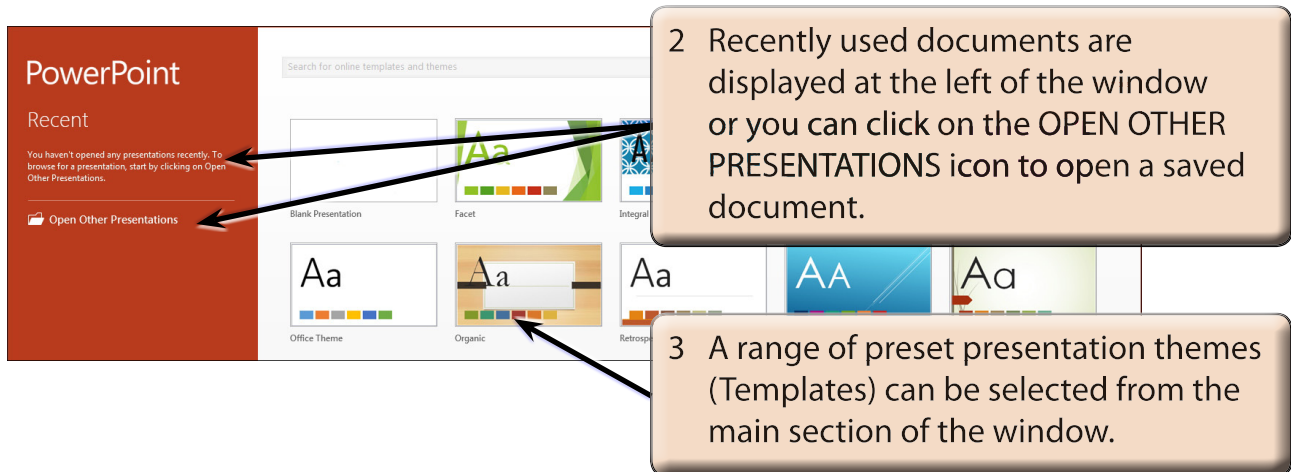 PowerPoint
Recent
You haven't opened any presentations recently. To
browse for a presentation, start by clicking on Open
Other Presentations.
Open Other Presentations
Search for online templates and themes
Blank Presentation
Aa
Facet
Integral
Aa
Office Theme
Aa
Organic
Aa
AA
Aa
2 Recently used documents are
displayed at the left of the window
or you can click on the OPEN OTHER
PRESENTATIONS icon to open a saved
document.
3 A range of preset presentation themes
(Templates) can be selected from the
main section of the window.